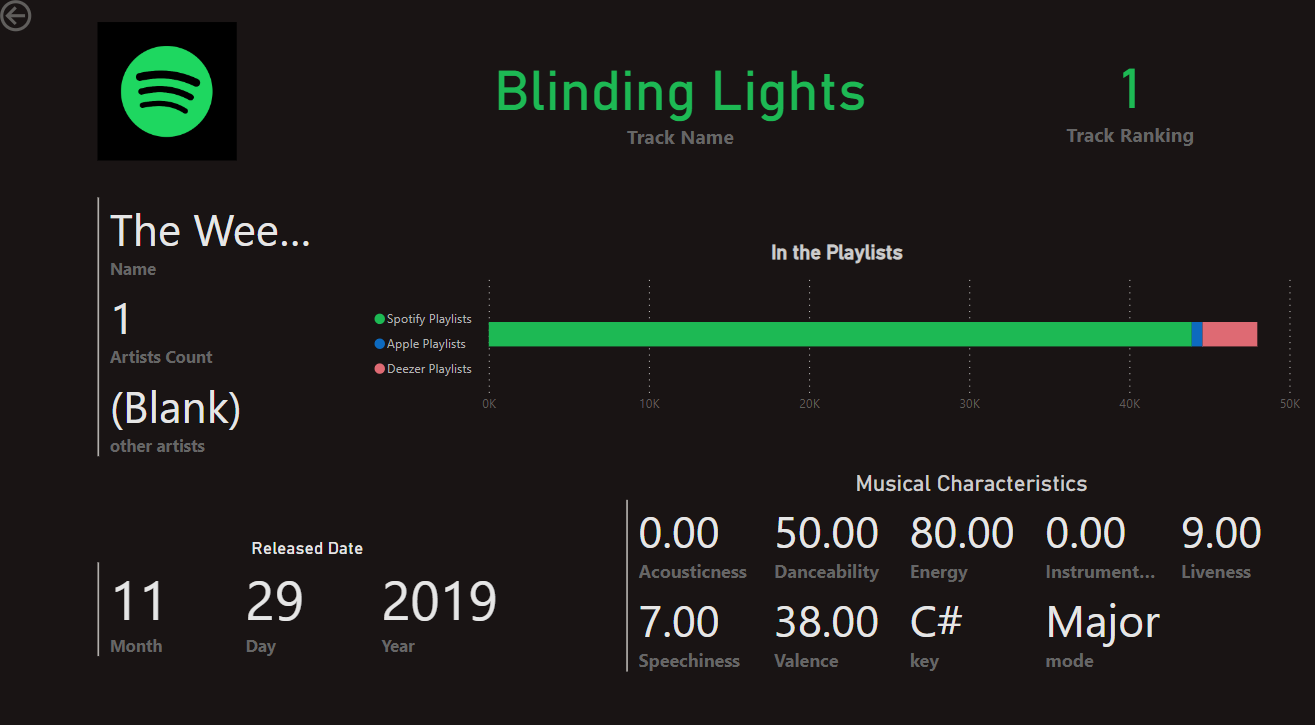 Blinding Lights
Track Name
1
Track Ranking
The Wee...
Name
1
Artists Count
(Blank)
other artists
In the Playlists
Spotify Playlists
Apple Playlists
Deezer Playlists
0K 10K 20K 30K 40K 50K
Released Date
11 29 2019
Month Day Year
Musical Characteristics
0.00 50.00 80.00 0.00 9.00
Acousticness Danceability Energy Instrument... Liveness
7.00 38.00 C# Major
Speechiness Valence key mode